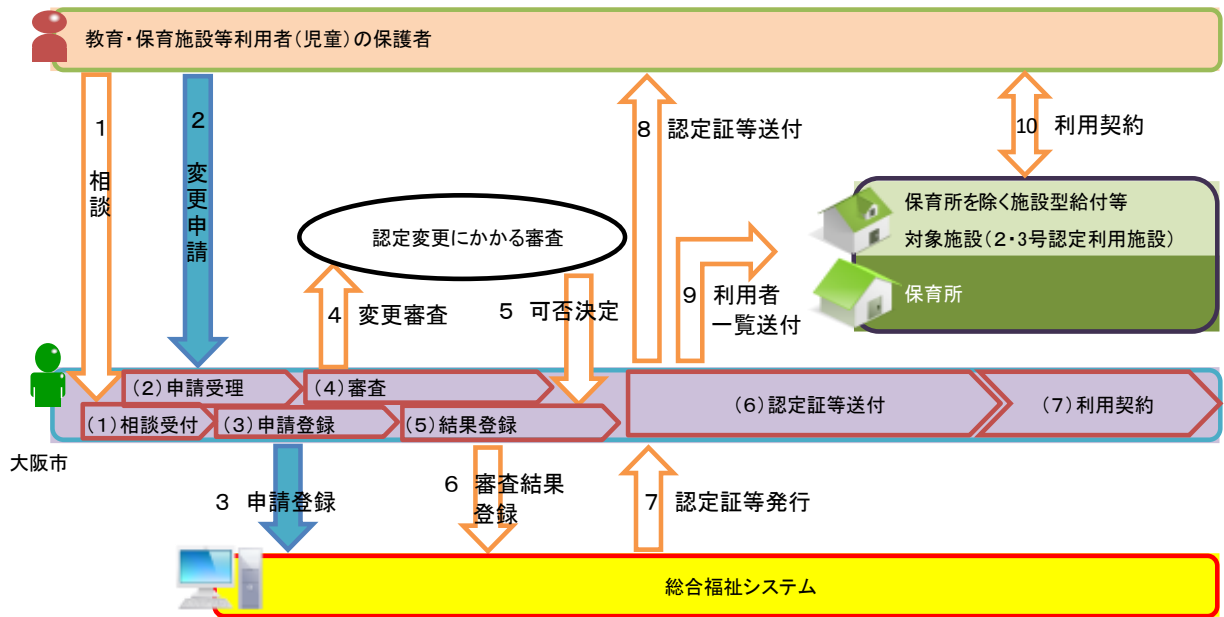 教育・保育施設等利用者(児童)の保護者
1
相談
2
変更申請
8 認定証等送付
10 利用契約
保育所を除く施設型給付等
対象施設(2・3号認定利用施設)
保育所
認定変更にかかる審査
4 変更審査
5 可否決定
9 利用者
一覧送付
(2)申請受理
(4)審査
(1)相談受付
(3)申請登録
(5)結果登録
(6)認定証等送付
(7)利用契約
大阪市
3 申請登録
6 審査結果
登録
7 認定証等発行
総合福祉システム